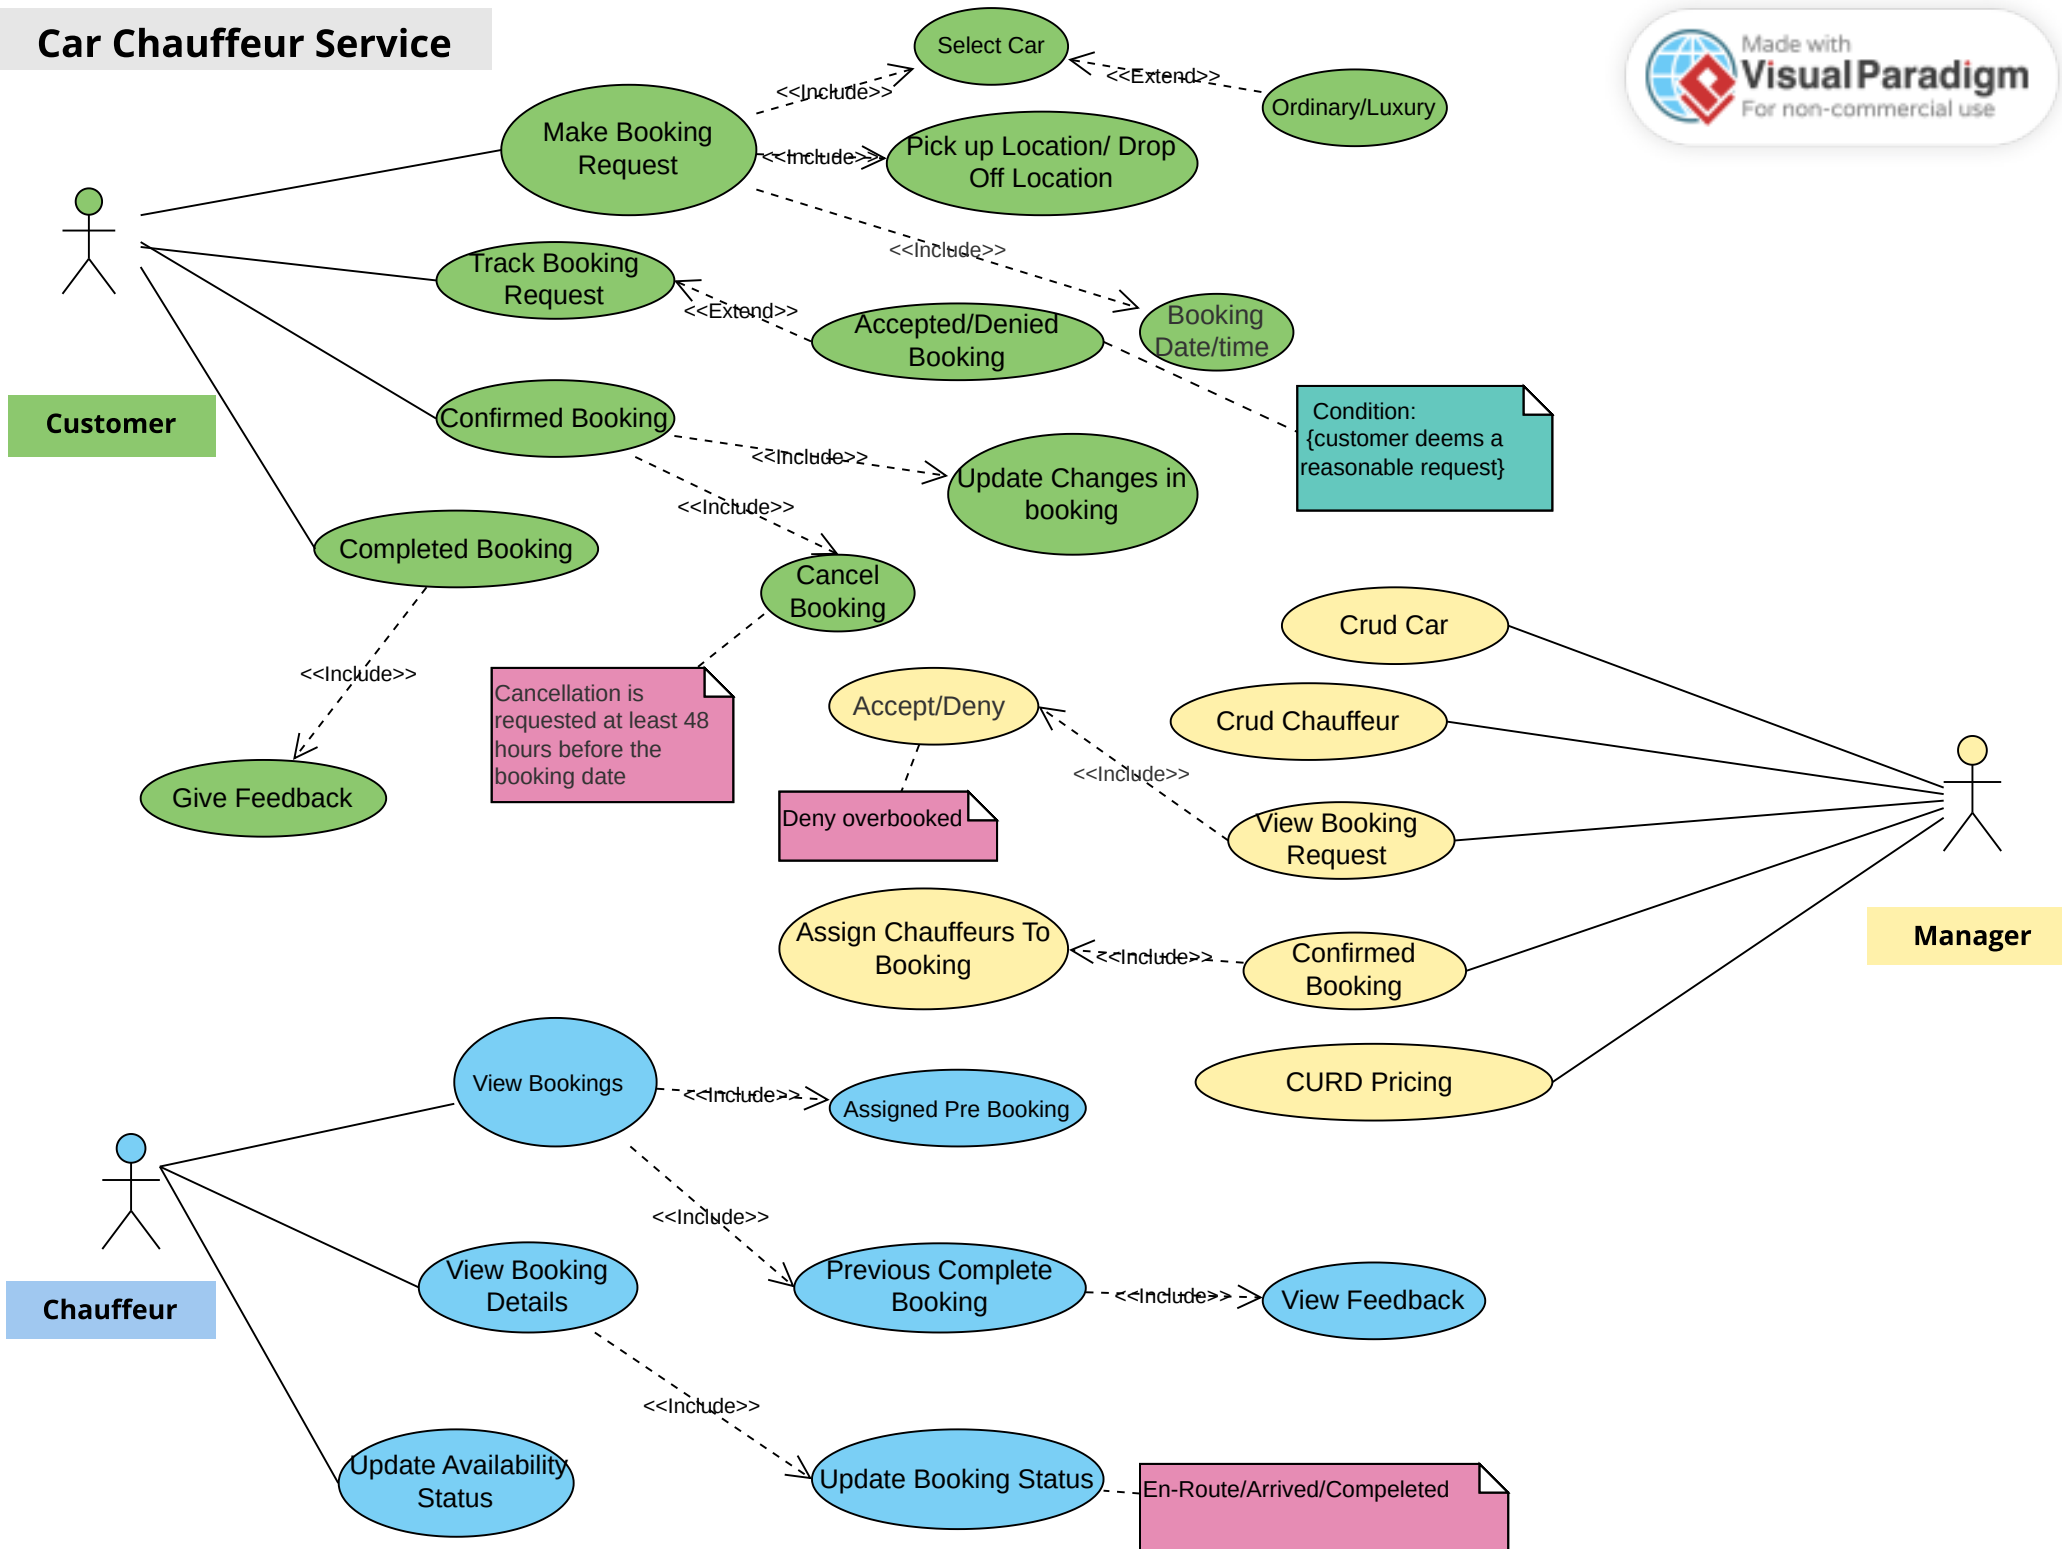 Car Chauffeur Service
Made with
Visual Paradigm
For non-commercial use
Select Car
<<Extend>>
Ordinary/Luxury
<<Include>>
Make Booking
Request
<<Include>>
Pick up Location/ Drop
Off Location
<<Include>>
Track Booking
Request
<<Extend>>
Accepted/Denied
Booking
Booking
Date/time
Condition:
{customer deems a
reasonable request}
Customer
Confirmed Booking
<<Include>>
Update Changes in
booking
<<Include>>
Completed Booking
Cancel
Booking
<<Include>>
Cancellation is
requested at least 48
hours before the
booking date
Give Feedback
Crud Car
Accept/Deny
Crud Chauffeur
<<Include>>
Deny overbooked
View Booking
Request
Assign Chauffeurs To
Booking
<<Include>>
Confirmed
Booking
Manager
CURD Pricing
View Bookings
<<Include>>
Assigned Pre Booking
<<Include>>
Chauffeur
View Booking
Details
Previous Complete
Booking
<<Include>>
View Feedback
<<Include>>
Update Availability
Status
Update Booking Status
En-Route/Arrived/Compeleted